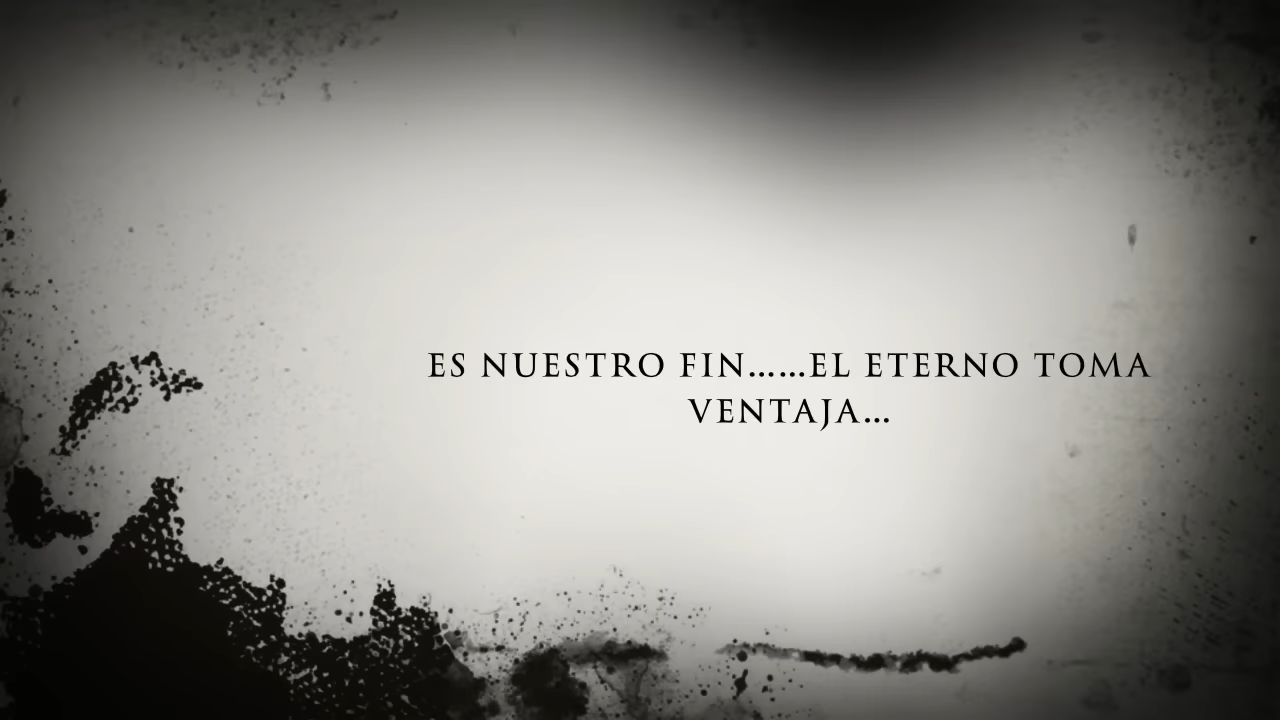 ES NUESTRO FIN......EL ETERNO TOMA
VENTAJA...